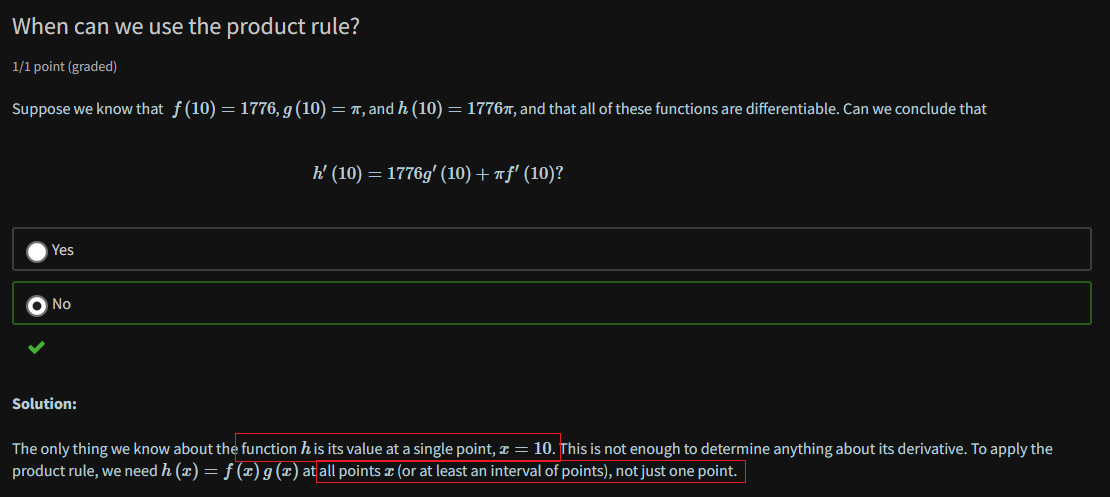 When can we use the product rule?
1/1 point (graded)
Suppose we know that f (10) = 1776, g (10) = π, and h (10) = 1776π, and that all of these functions are differentiable. Can we conclude that
h′ (10) = 1776g′ (10) + πf′ (10)?
Yes
No
Solution:
The only thing we know about the function h is its value at a single point, x = 10. This is not enough to determine anything about its derivative. To apply the
product rule, we need h (x) = f (x) g (x) at all points x (or at least an interval of points), not just one point.